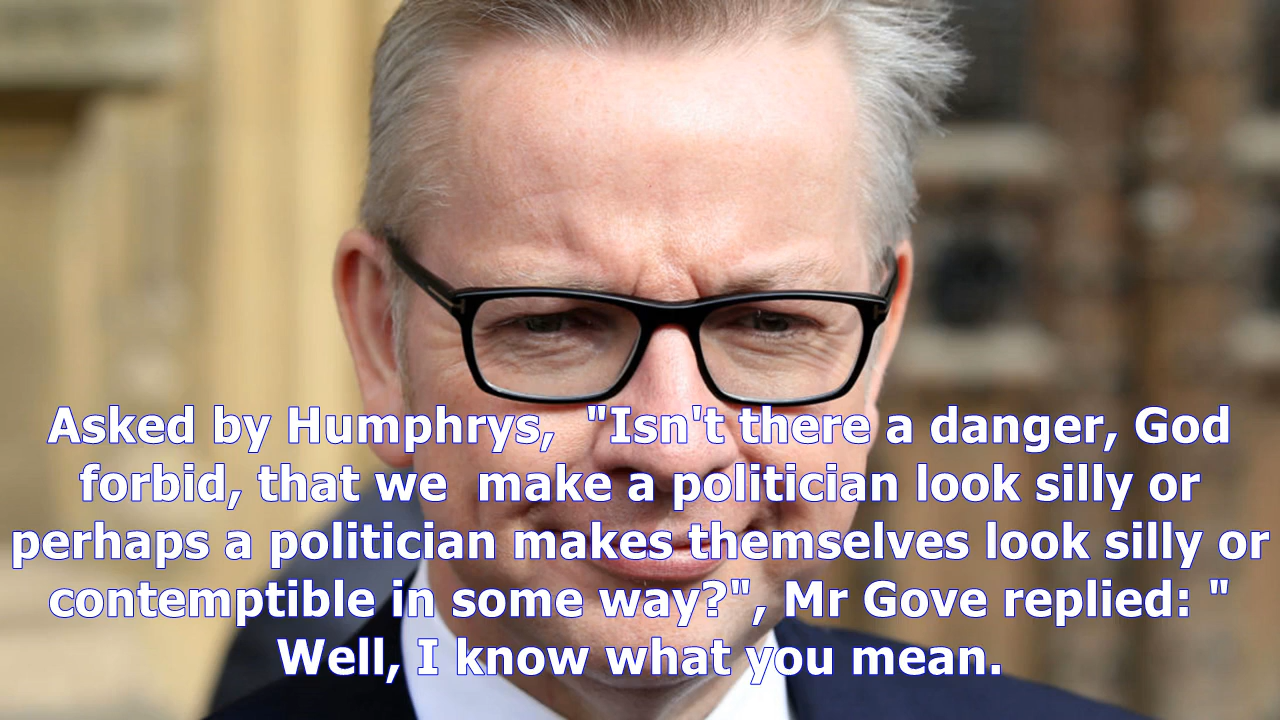 Asked by Humphrys,  "Isn't there a danger, God
forbid, that we  make a politician look silly or
perhaps a politician makes themselves look silly or
contemptible in some way?", Mr Gove replied: "
Well, I know what you mean.